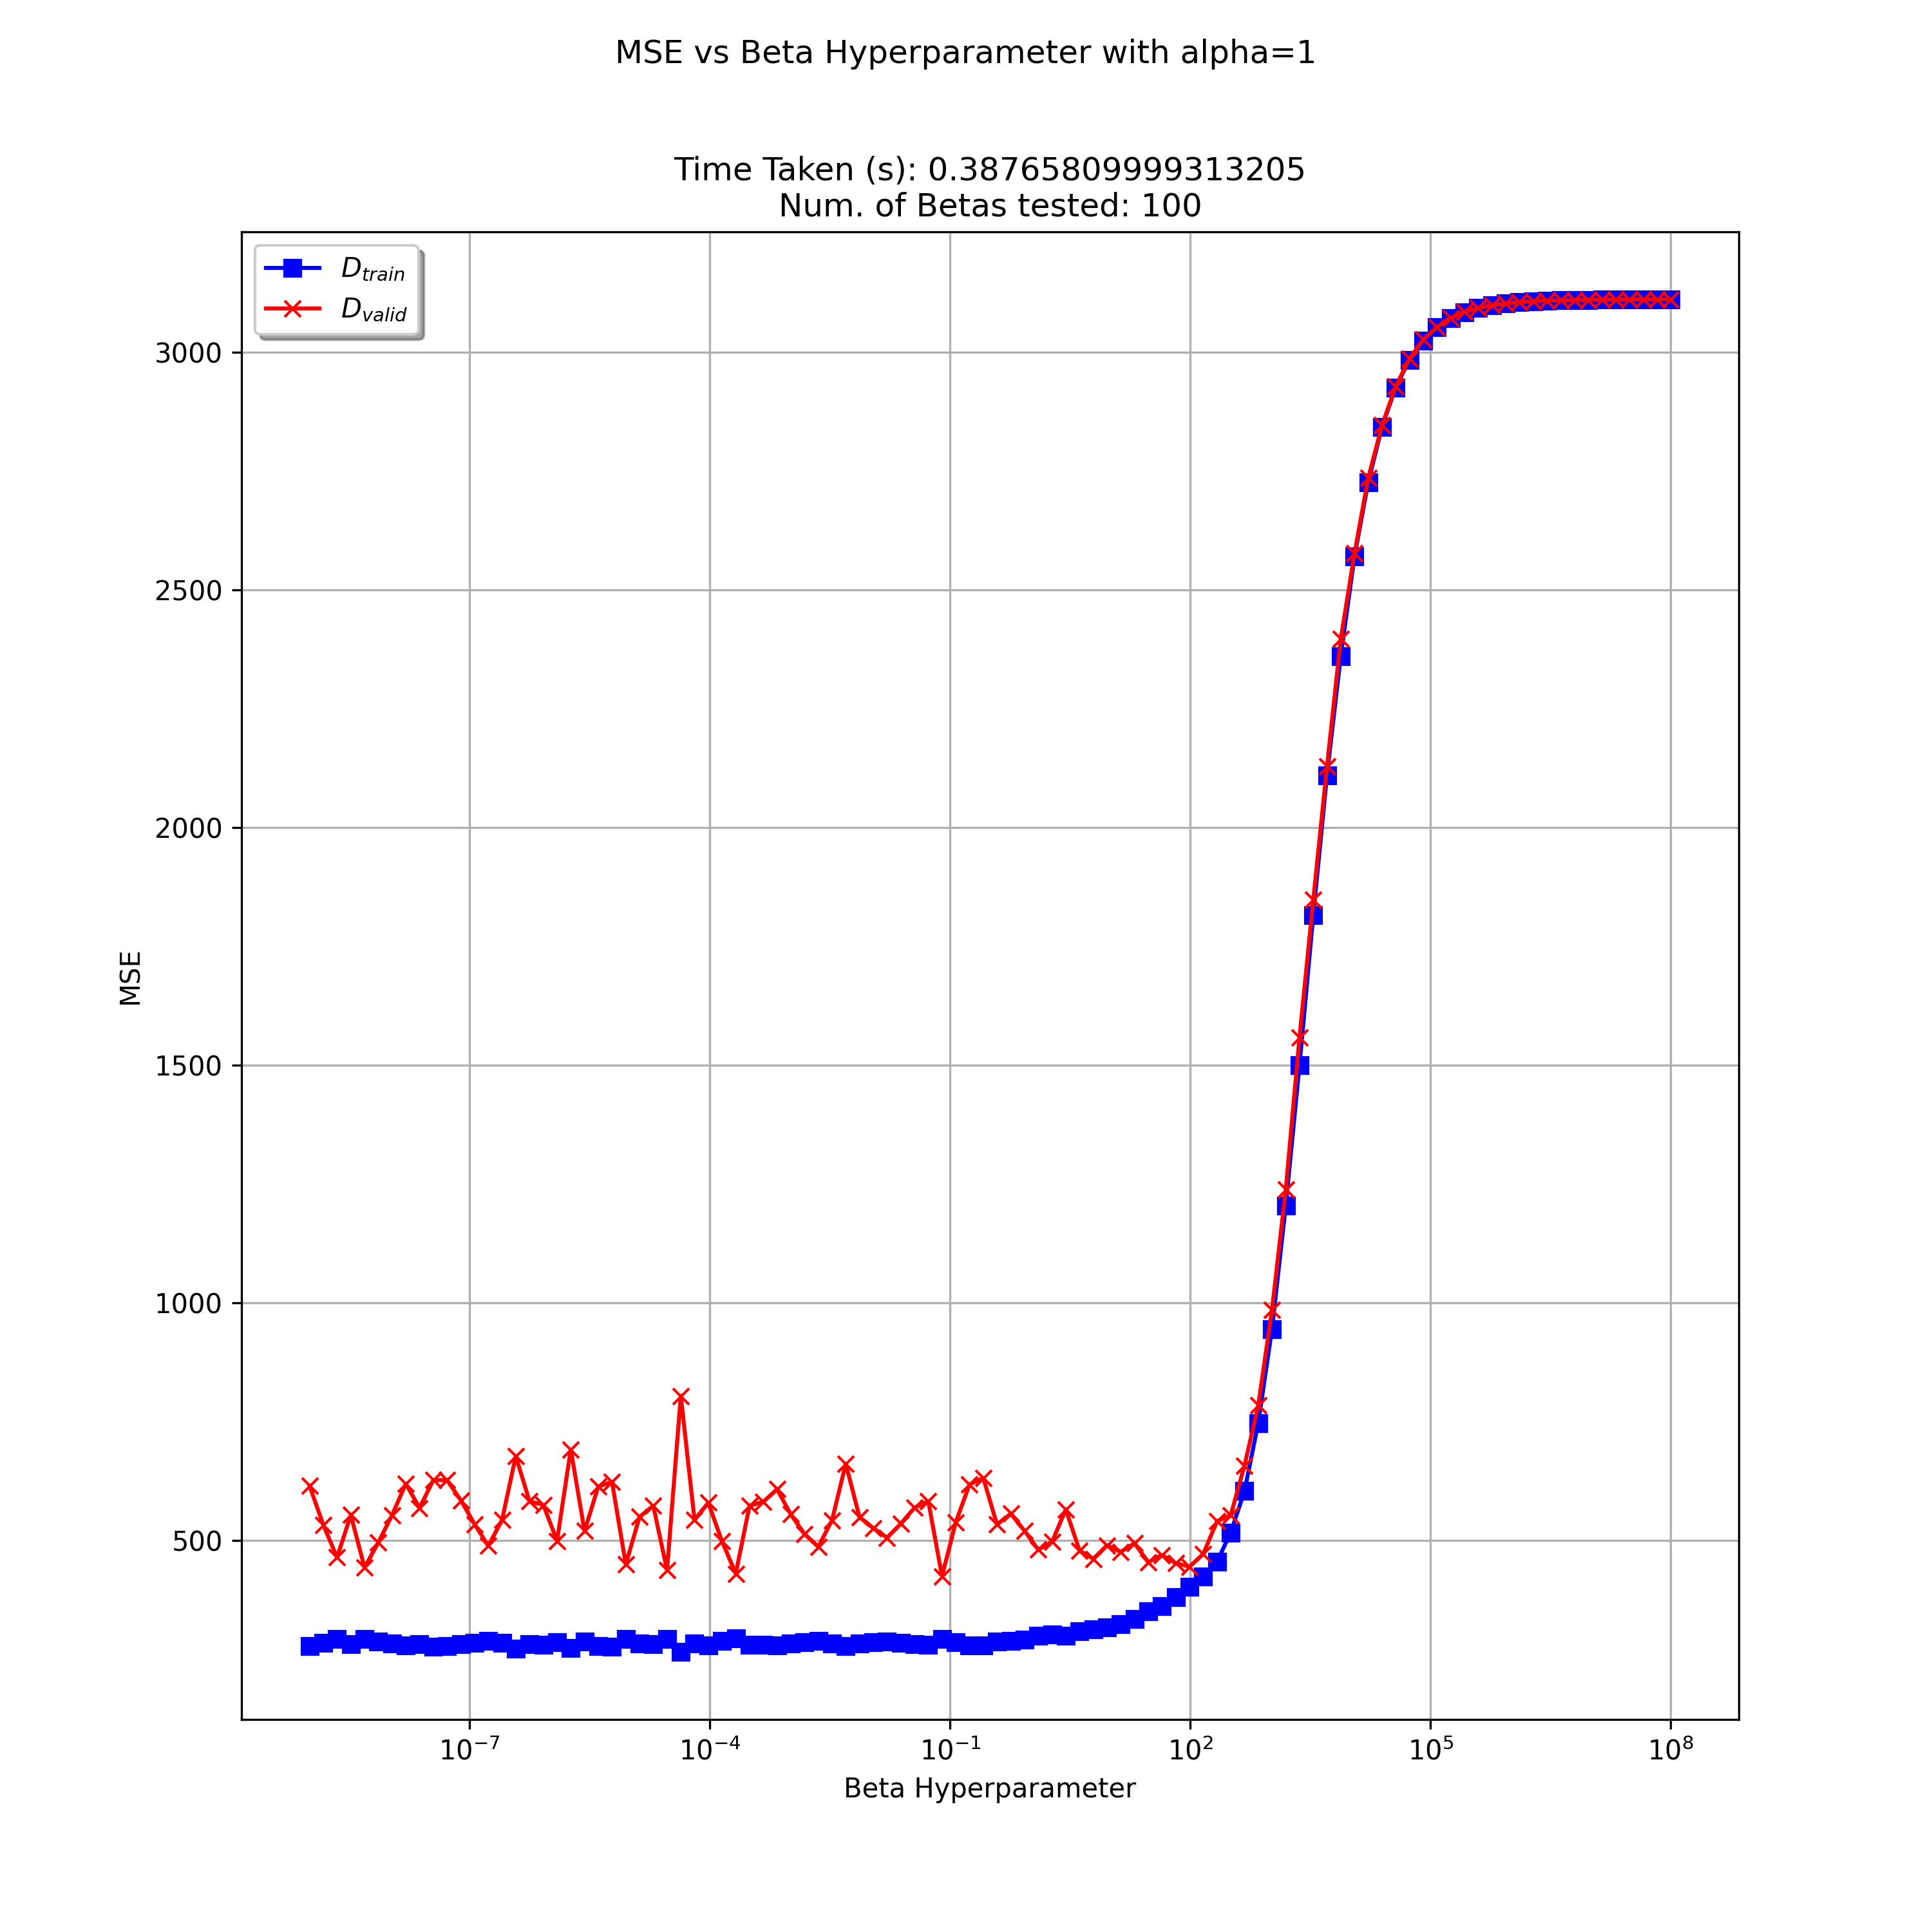 MSE vs Beta Hyperparameter with alpha=1
Time Taken (s): 0.38765809999313205
Num. of Betas tested: 100
D_train
D_valid
3000
2500
2000
1500
1000
500
MSE
10^−7
10^−4
10^−1
10^2
10^5
10^8
Beta Hyperparameter